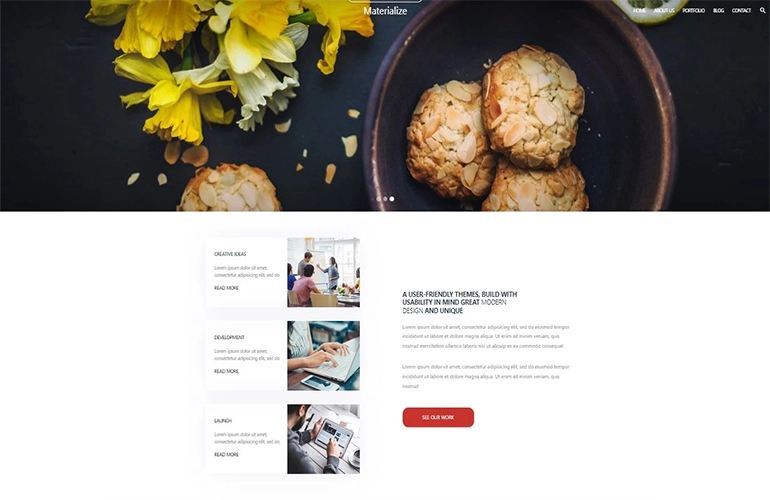 Materialize
HOME ABOUT US PORTFOLIO BLOG CONTACT
CREATIVE IDEAS
Lorem ipsum dolor sit amet,
consectetur adipisicing elit, sed do
READ MORE
DEVELOPMENT
Lorem ipsum dolor sit amet,
consectetur adipisicing elit, sed do
READ MORE
LAUNCH
Lorem ipsum dolor sit amet,
consectetur adipisicing elit, sed do
READ MORE
A USER-FRIENDLY THEMES, BUILD WITH
USABILITY IN MIND GREAT MODERN
DESIGN AND UNIQUE
Lorem ipsum dolor sit amet, consectetur adipisicing elit, sed do eiusmod tempor
incididunt ut labore et dolore magna aliqua. Ut enim ad minim veniam, quis
nostrud exercitation ullamco laboris nisi ut aliquip ex ea commodo consequat
Lorem ipsum dolor sit amet, consectetur adipisicing elit, sed do eiusmod tempor
incididunt ut labore et dolore magna aliqua. Ut enim ad minim veniam, quis
nostrud
SEE OUR WORK